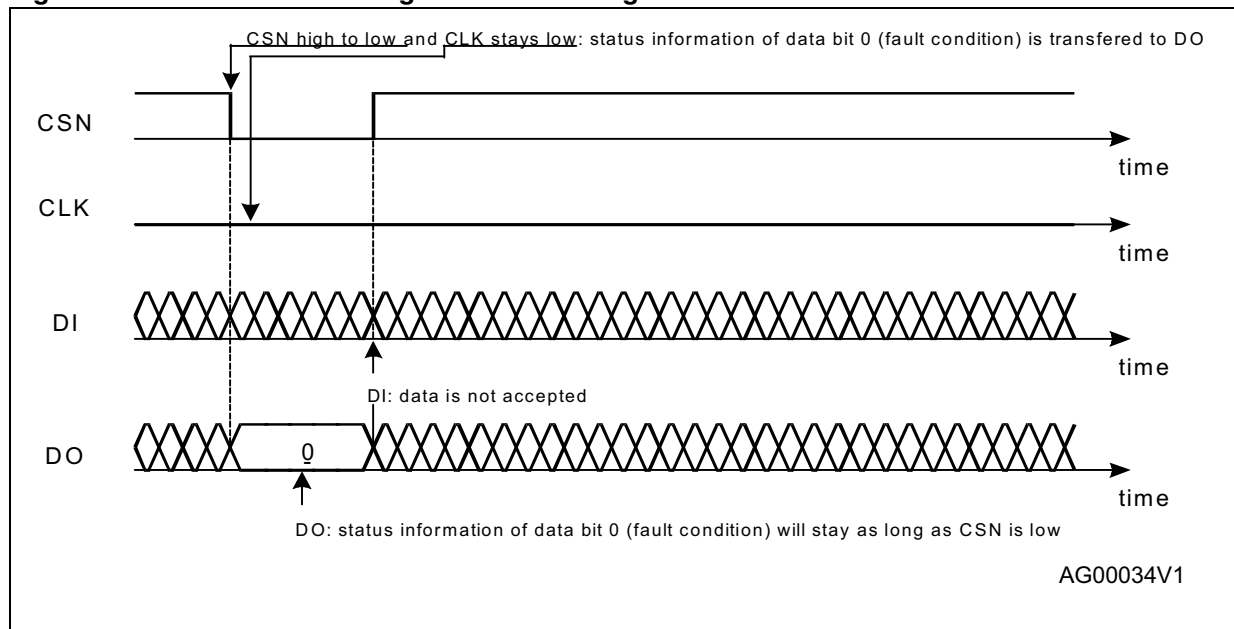 CSN high to low and CLK stays low: status information of data bit 0 (fault condition) is transfered to DO
CSN
time
CLK
time
DI
time
DI: data is not accepted
DO
0
time
DO: status information of data bit 0 (fault condition) will stay as long as CSN is low
AG00034V1